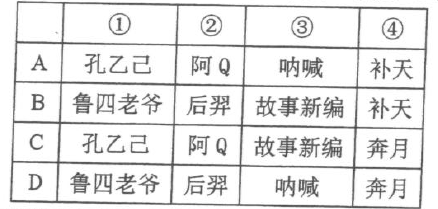 ① ② ③ ④
A 孔乙己 阿Q 呐喊 补天
B 鲁四老爷 后羿 故事新编 补天
C 孔乙己 阿Q 故事新编 奔月
D 鲁四老爷 后羿 呐喊 奔月